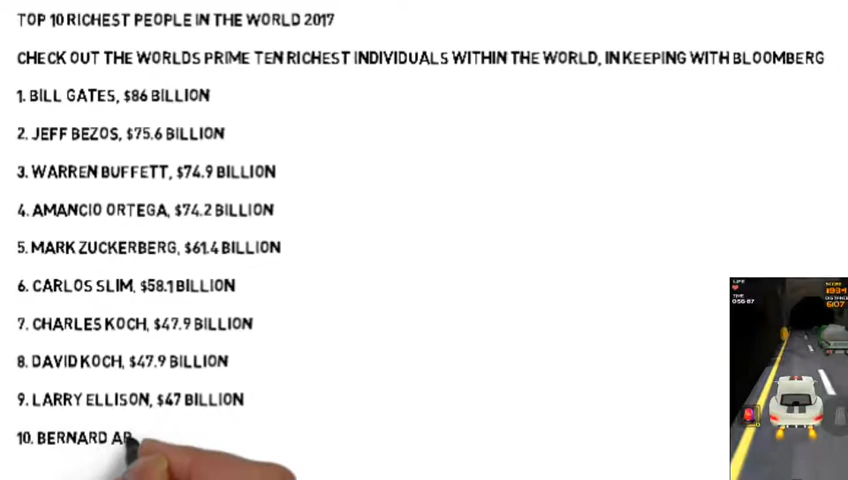 TOP 10 RICHEST PEOPLE IN THE WORLD 2017
CHECK OUT THE WORLDS PRIME TEN RICHEST INDIVIDUALS WITHIN THE WORLD, IN KEEPING WITH BLOOMBERG
1. BILL GATES, $86 BILLION
2. JEFF BEZOS, $75.6 BILLION
3. WARREN BUFFETT, $74.9 BILLION
4. AMANCIO ORTEGA, $74.2 BILLION
5. MARK ZUCKERBERG, $61.4 BILLION
6. CARLOS SLIM, $58.1 BILLION
7. CHARLES KOCH, $47.9 BILLION
8. DAVID KOCH, $47.9 BILLION
9. LARRY ELLISON, $47 BILLION
10. BERNARD AR
LIFE
TIME
SCORE